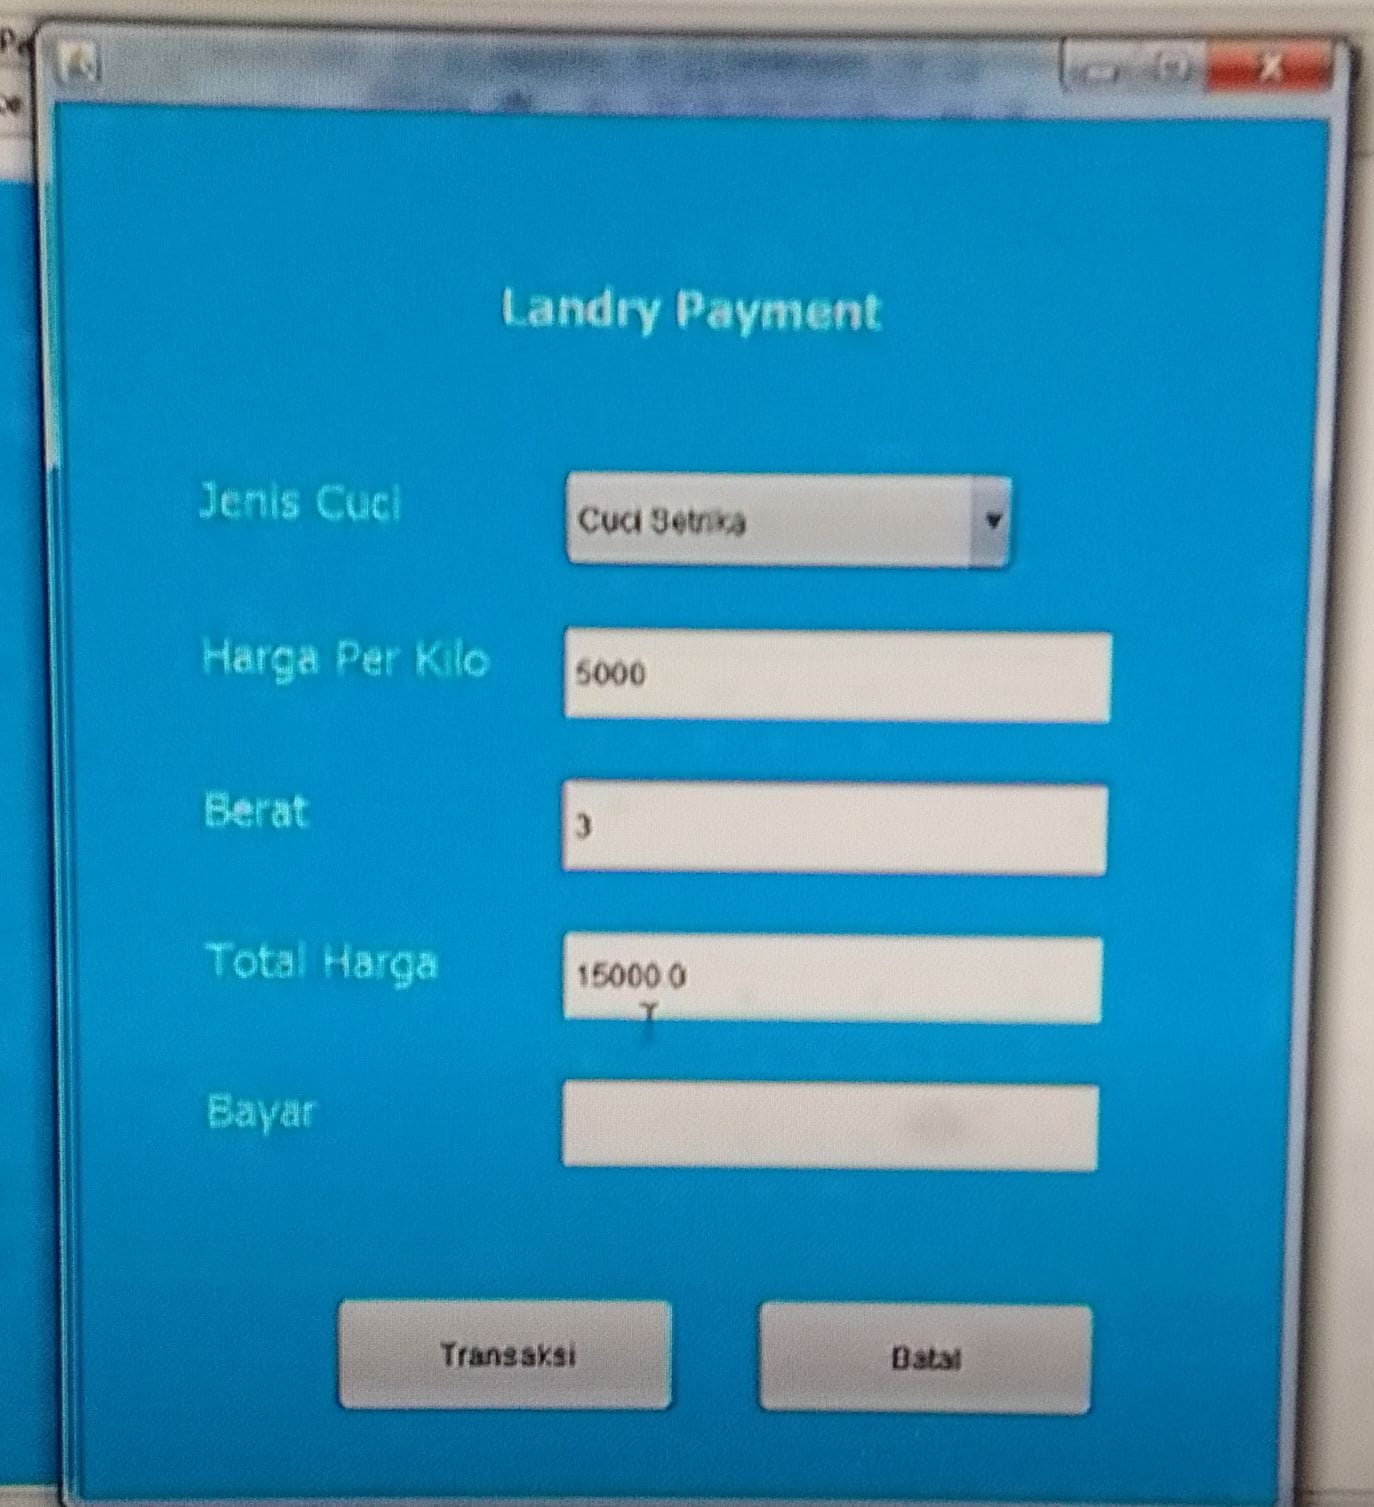 Landry Payment
Jenis Cuci
Cuci Setrika
Harga Per Kilo
5000
Berat
3
Total Harga
15000.0
Bayar
Transaksi
Batal